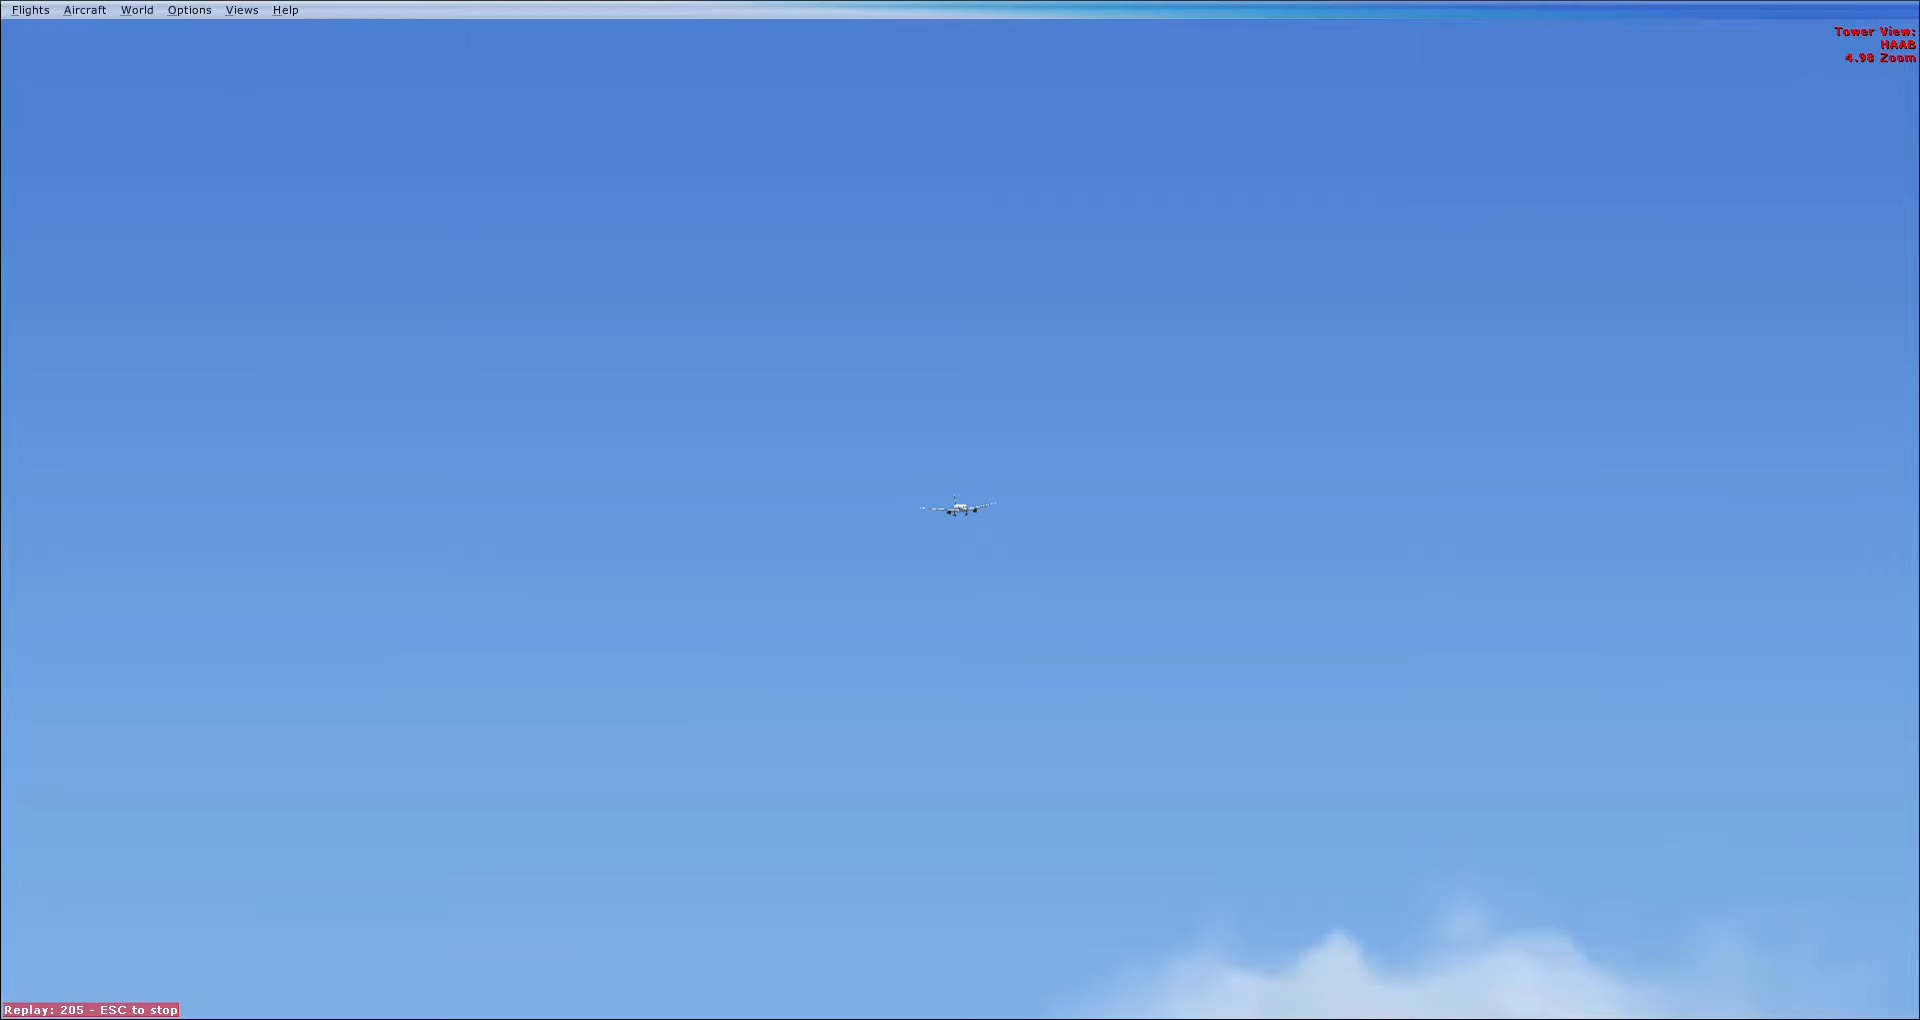 Flights Aircraft World Options Views Help
Tower View:
HAAB
4.98 Zoom
Replay: 205 - ESC to stop